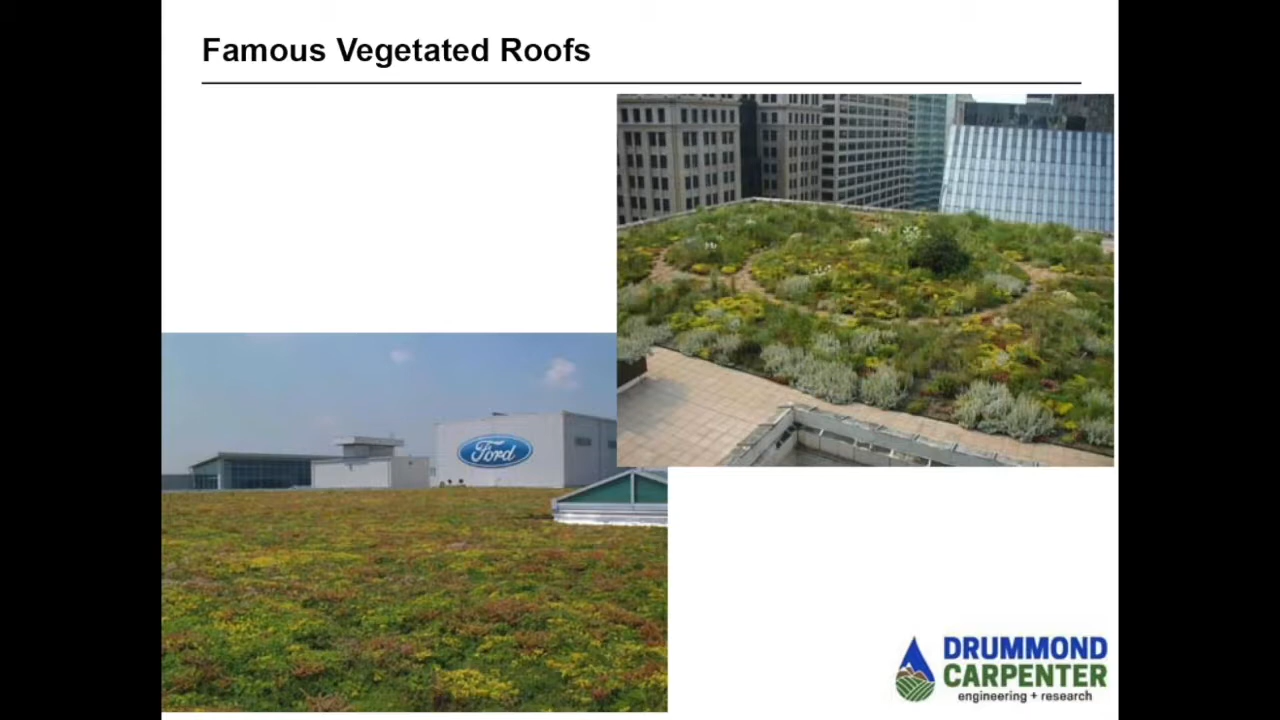 Famous Vegetated Roofs
Ford
DRUMMOND
CARPENTER
engineering + research